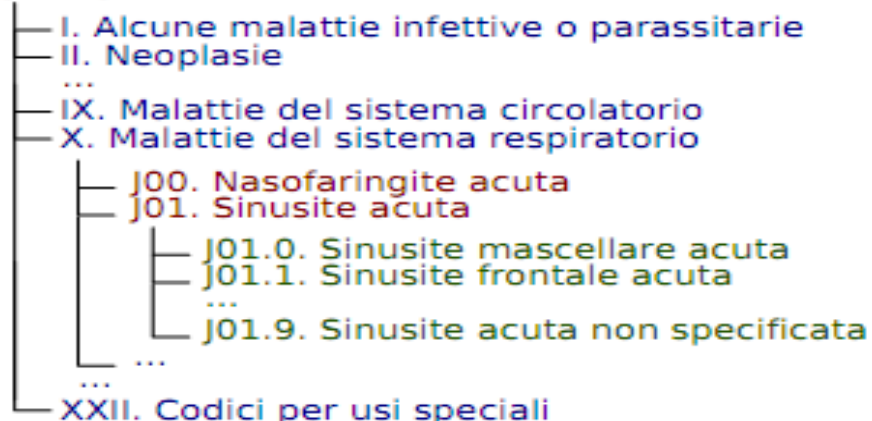 I. Alcune malattie infettive o parassitarie
II. Neoplasie
...
IX. Malattie del sistema circolatorio
X. Malattie del sistema respiratorio
J00. Nasofaringite acuta
J01. Sinusite acuta
J01.0. Sinusite mascellare acuta
J01.1. Sinusite frontale acuta
...
J01.9. Sinusite acuta non specificata
...
...
XXII. Codici per usi speciali